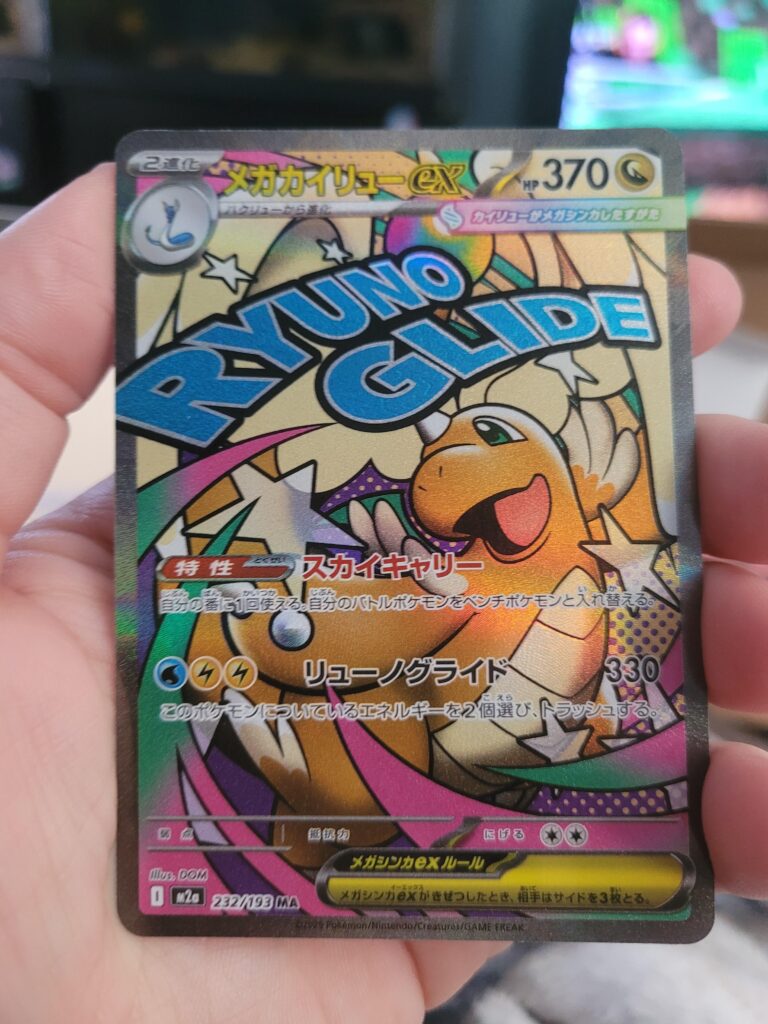 2進化
メガカイリューex
HP 370
ハクリューから進化
カイリューがメガシンカしたすがた
RYUNO
GLIDE
特性 スカイキャリー
自分の番に1回使える。自分のバトルポケモンをベンチポケモンと入れ替える。
リューノグライド 330
このポケモンについているエネルギーを2個選び、トラッシュする。
弱点 抵抗力 にげる
メガシンカexルール
メガシンカexがきぜつしたとき、相手はサイドを3枚とる。
Illus. DOM
I m2a 232/193 MA
Pokémon/Nintendo/Creatures/GAME FREAK